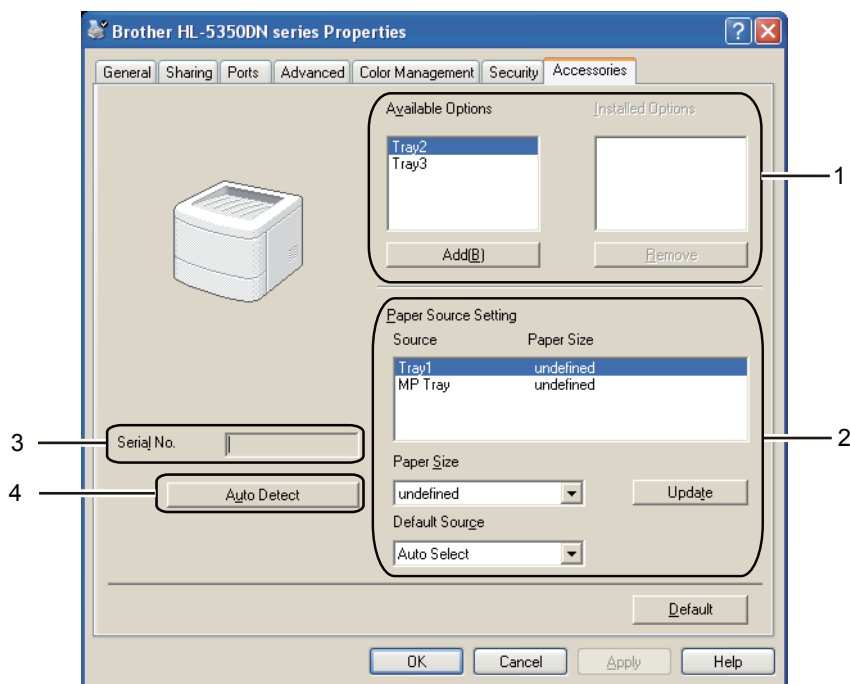 Brother HL-5350DN series Properties
General Sharing Ports Advanced Color Management Security Accessories
Available Options Installed Options
Tray2
Tray3
1
Add(B) Remove
Paper Source Setting
Source Paper Size
Tray1 undefined
MP Tray undefined
3 Serial No.
2
Paper Size
4 Auto Detect
undefined Update
Default Source
Auto Select
Default
OK Cancel Apply Help